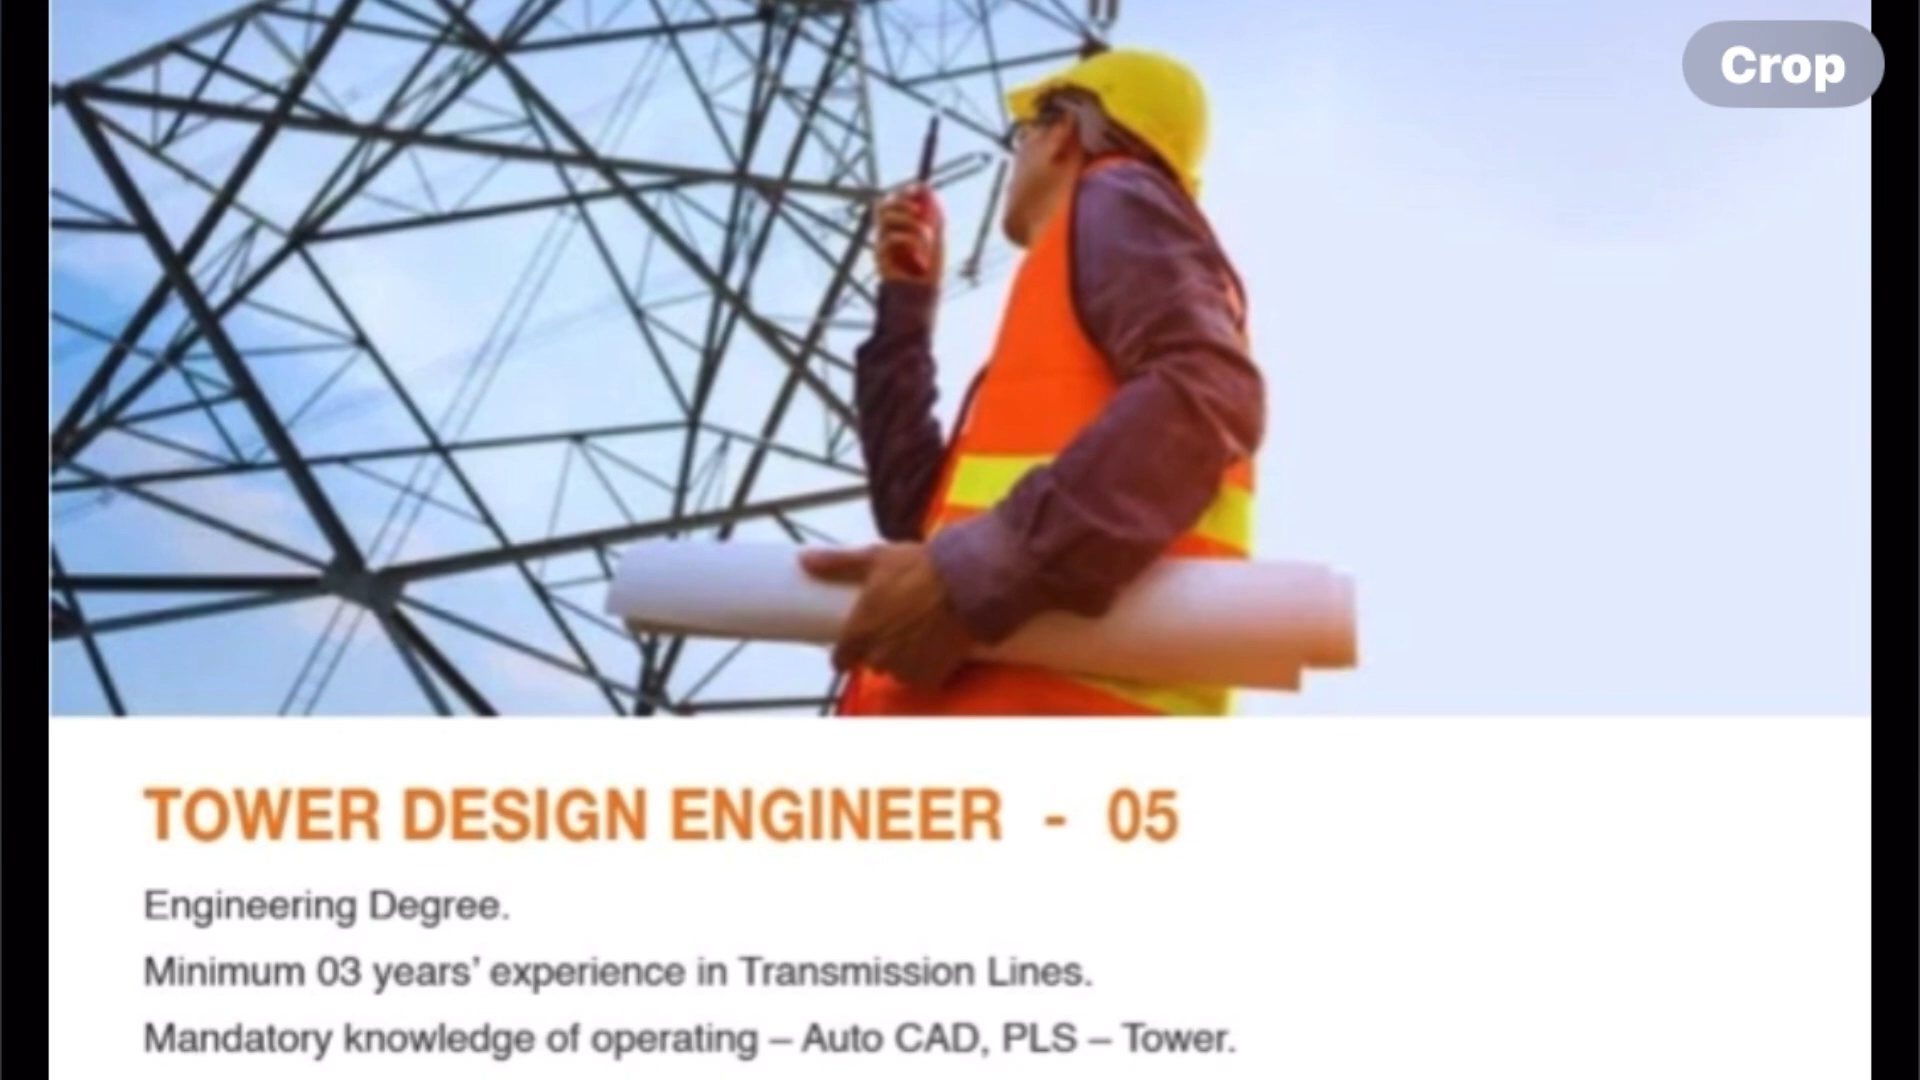 Crop
TOWER DESIGN ENGINEER - 05
Engineering Degree.
Minimum 03 years’ experience in Transmission Lines.
Mandatory knowledge of operating – Auto CAD, PLS – Tower.